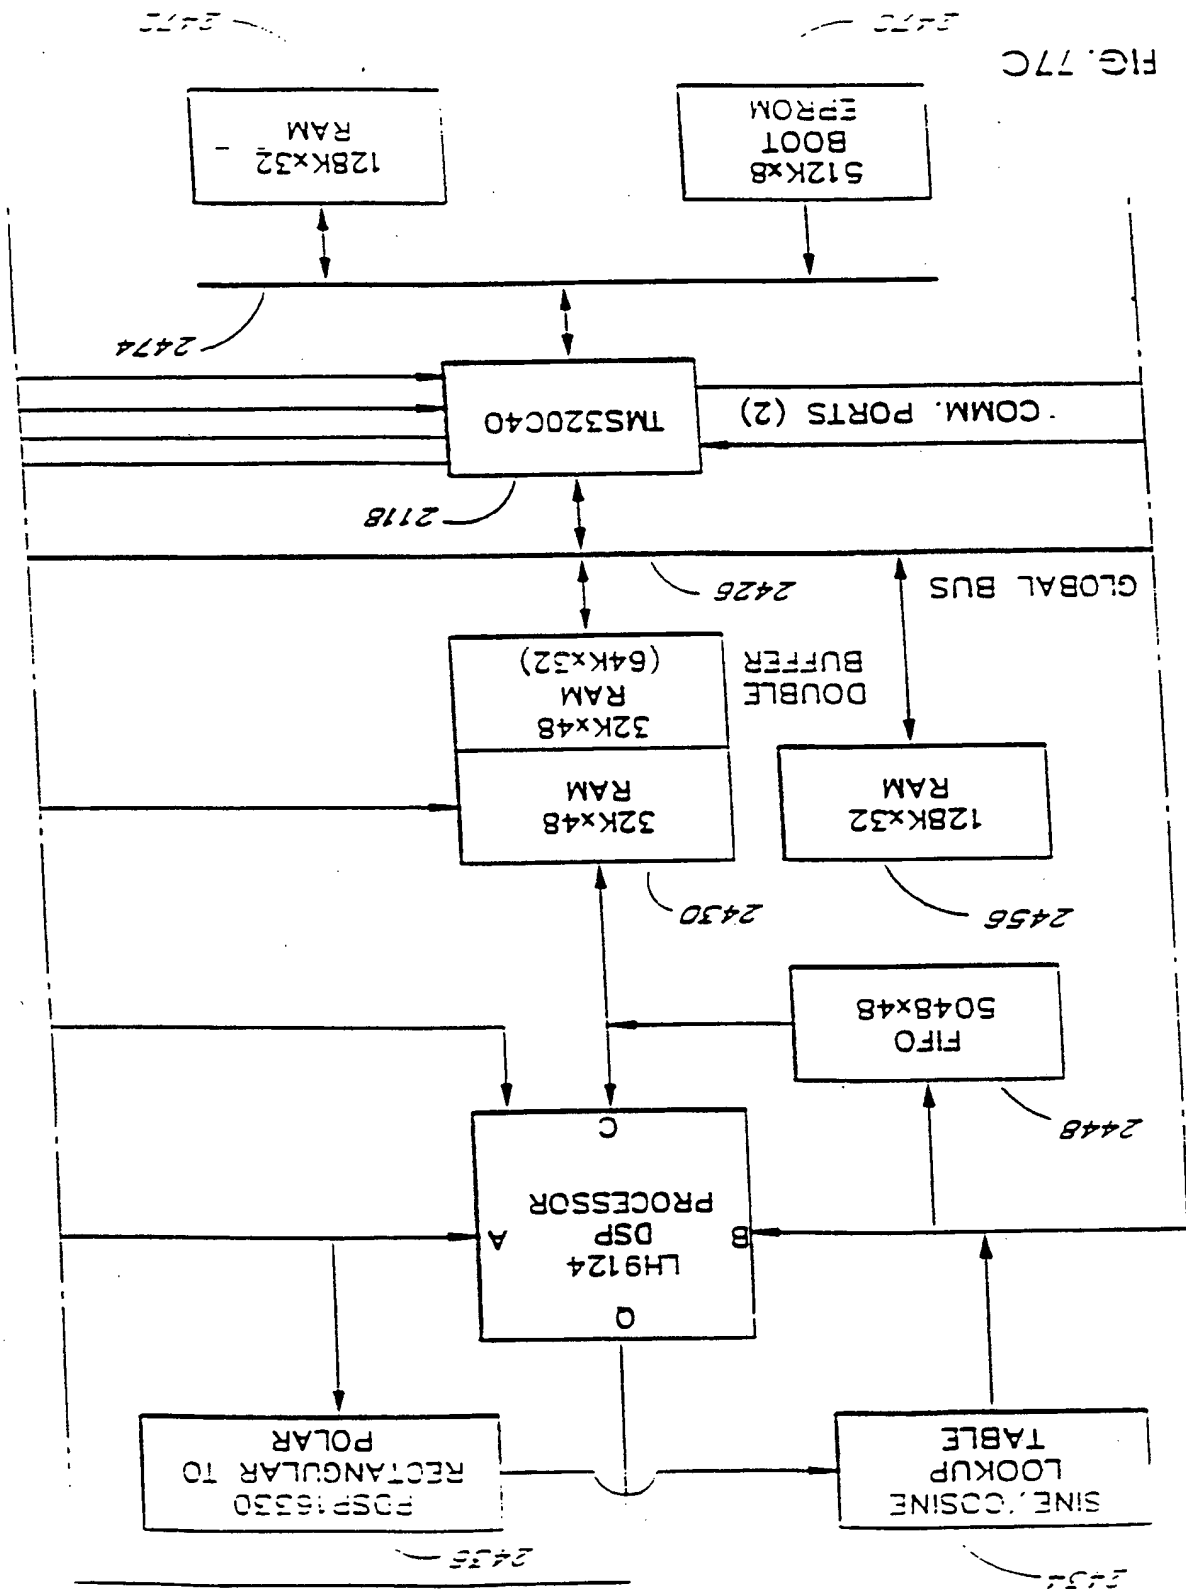 2434
2436
SINE/COSINE
LOOKUP
TABLE
PDSP16330
RECTANGULAR TO
POLAR
Q
LH9124
DSP
PROCESSOR
B
A
C
2448
FIFO
5048x48
2456
2430
128Kx32
RAM
32Kx48
RAM
32Kx48
RAM
(64Kx32)
DOUBLE
BUFFER
GLOBAL BUS
2426
2118
COMM. PORTS (2)
TMS320C40
2474
512Kx8
BOOT
EPROM
128Kx32
RAM
FIG. 77C